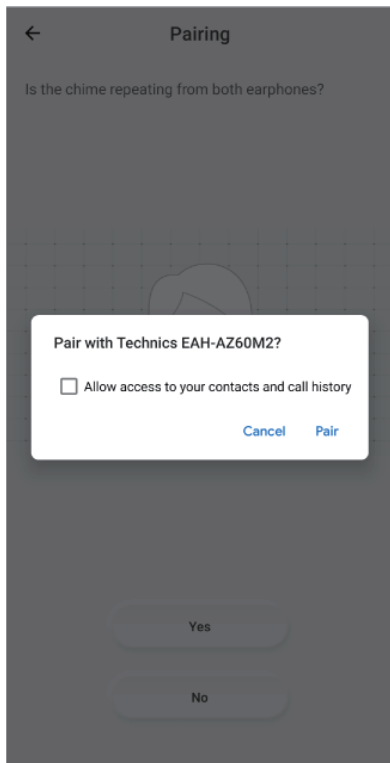 Pairing
Is the chime repeating from both earphones?
Pair with Technics EAH-AZ60M2?
Allow access to your contacts and call history
Cancel Pair
Yes
No